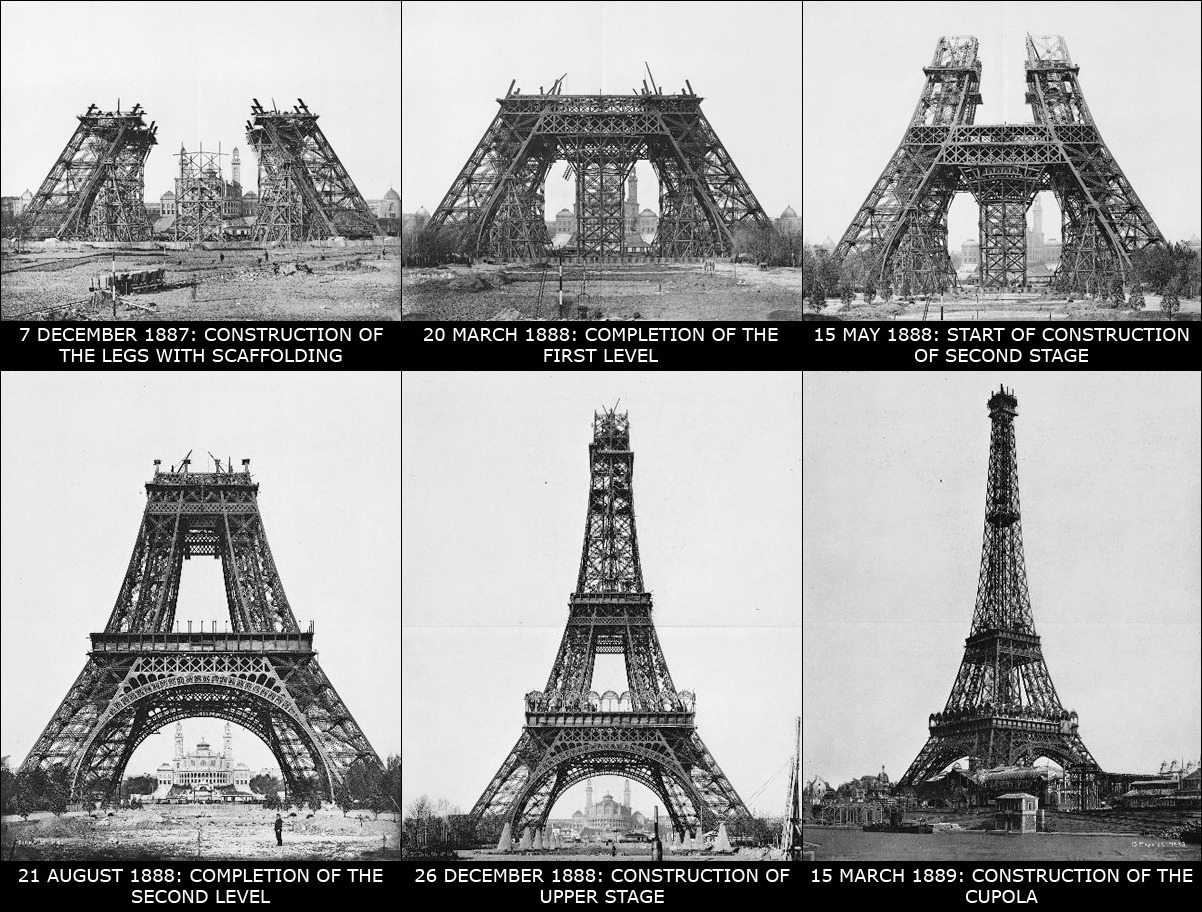 7 DECEMBER 1887: CONSTRUCTION OF
THE LEGS WITH SCAFFOLDING
20 MARCH 1888: COMPLETION OF THE
FIRST LEVEL
15 MAY 1888: START OF CONSTRUCTION
OF SECOND STAGE
21 AUGUST 1888: COMPLETION OF THE
SECOND LEVEL
26 DECEMBER 1888: CONSTRUCTION OF
UPPER STAGE
15 MARCH 1889: CONSTRUCTION OF THE
CUPOLA